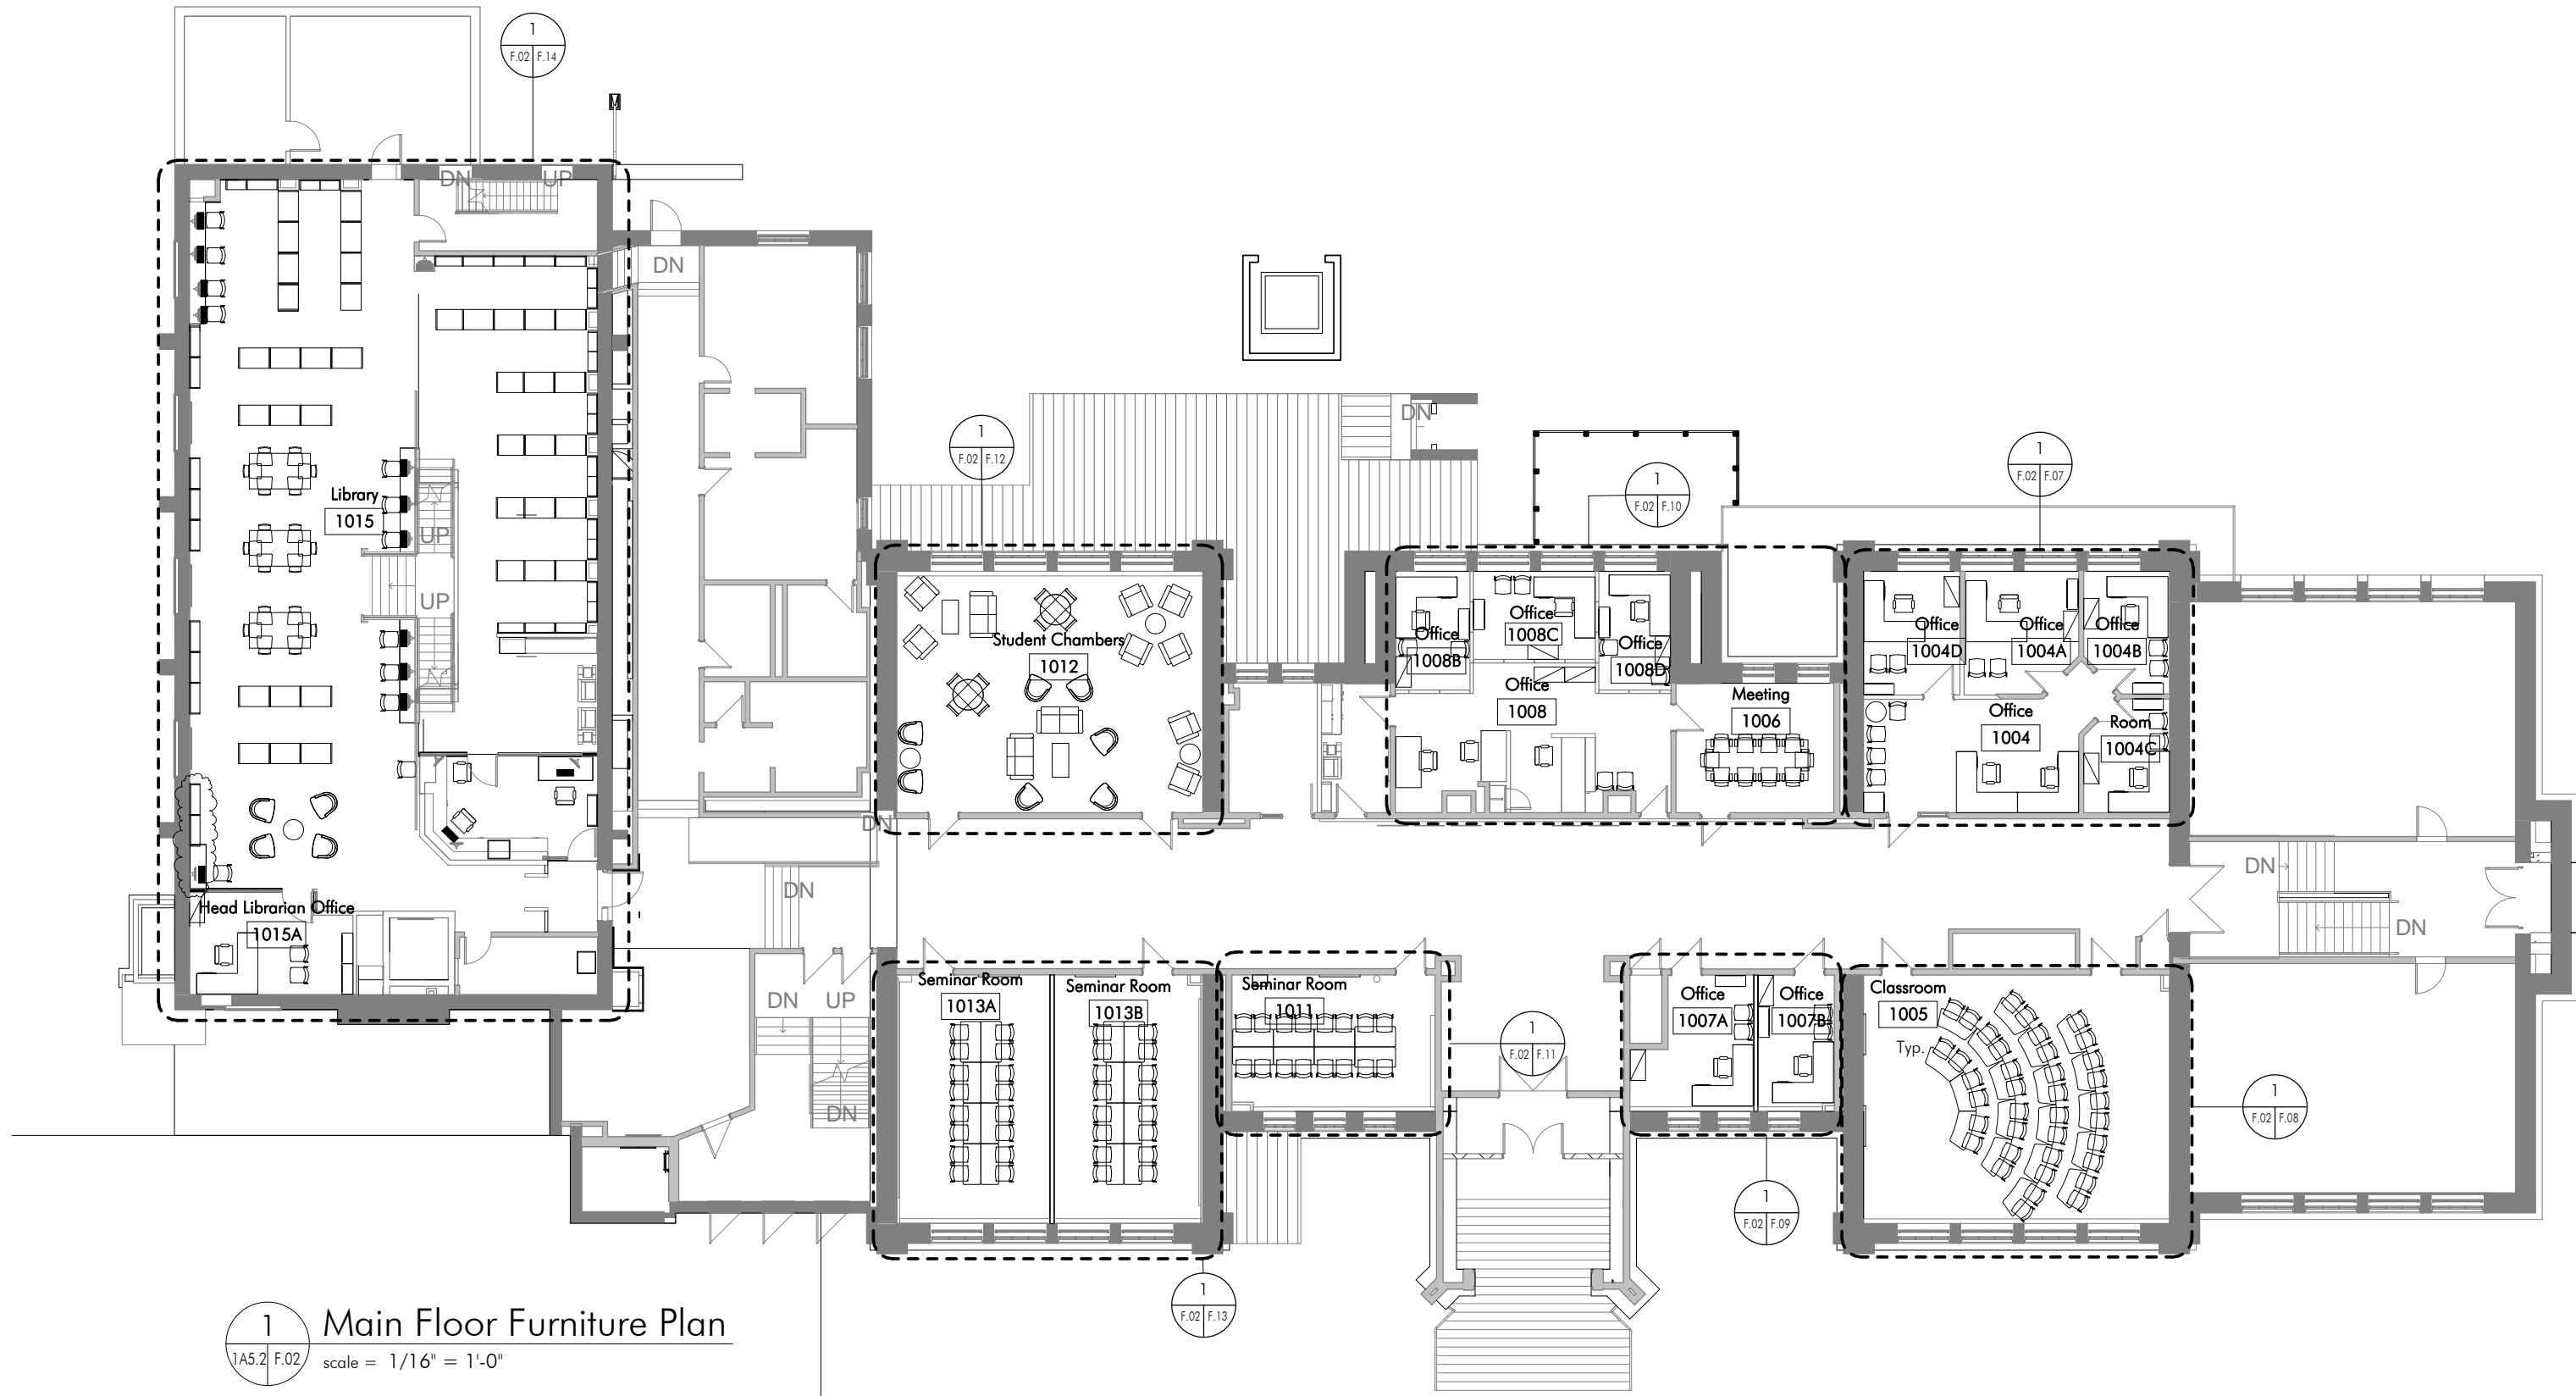 1
F.02 F.14
DN
UP
DN
Library
1015
UP
UP
Head Librarian Office
1015A
1
F.02 F.12
Student Chambers
1012
DN
1
F.02 F.10
Office
1008B
Office
1008C
Office
1008D
Office
1008
Meeting
1006
1
F.02 F.07
Office
1004D
Office
1004A
Office
1004B
Office
1004
Room
1004C
DN
DN
DN
UP
DN
DN
DN
DN
Seminar Room
1013A
Seminar Room
1013B
Seminar Room
1011
1
F.02 F.11
Office
1007A
Office
1007B
Classroom
1005
Typ.
1
F.02 F.08
1
F.02 F.09
1
F.02 F.13
1
1A5.2 F.02
Main Floor Furniture Plan
scale = 1/16" = 1'-0"